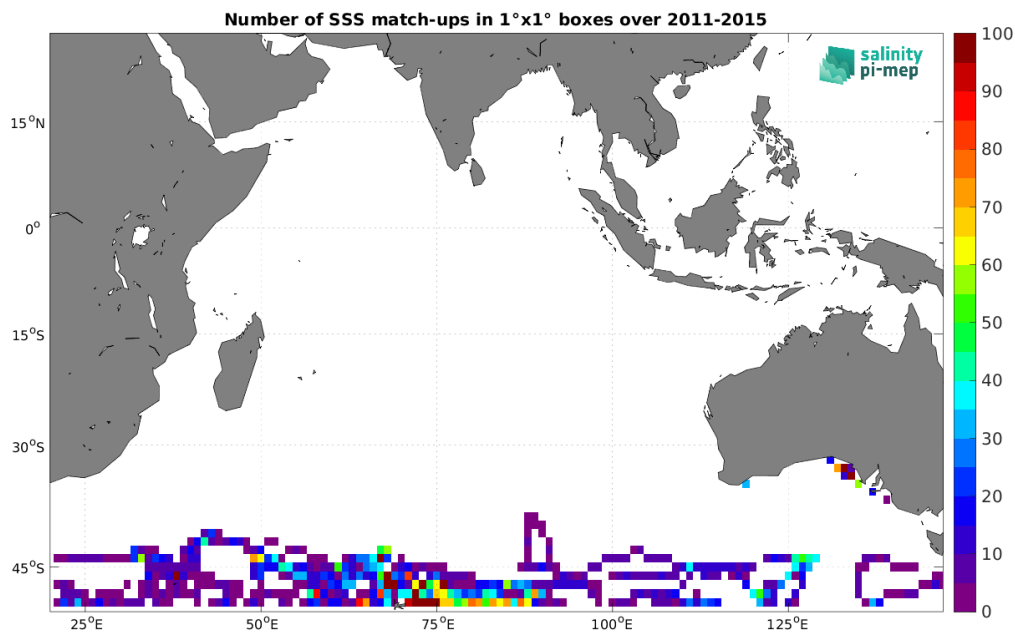 Number of SSS match-ups in 1°x1° boxes over 2011-2015
salinity
pi-mep
15°N
0°
15°S
30°S
45°S
25°E
50°E
75°E
100°E
125°E
100
90
80
70
60
50
40
30
20
10
0